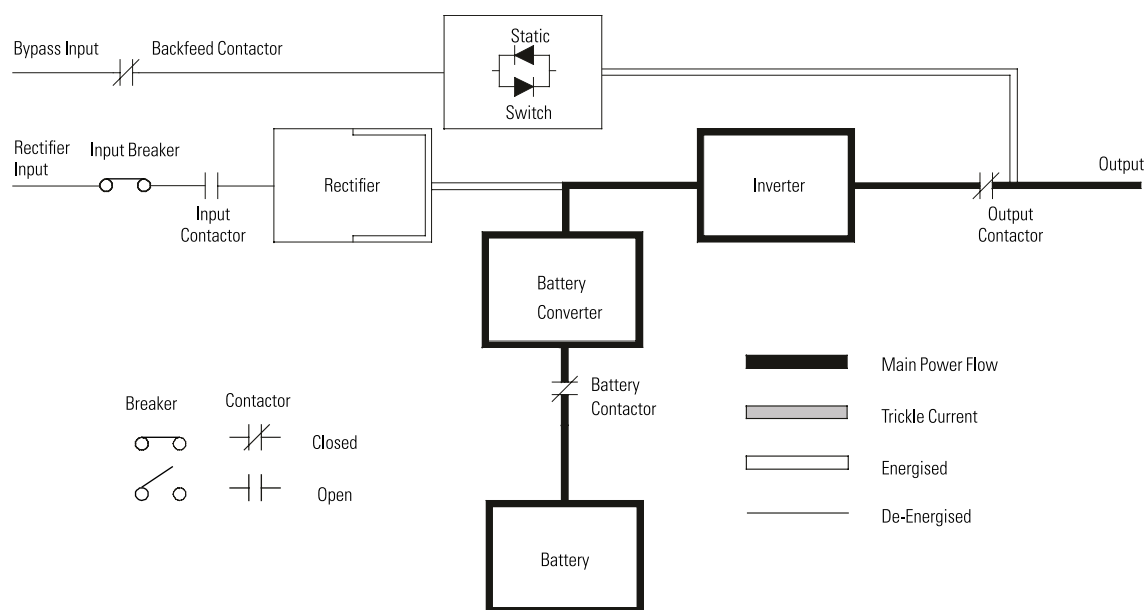 Bypass Input
Backfeed Contactor
Static
Switch
Rectifier
Input
Input Breaker
Input
Contactor
Rectifier
Inverter
Output
Contactor
Output
Battery
Converter
Battery
Contactor
Battery
Breaker
Contactor
Closed
Open
Main Power Flow
Trickle Current
Energised
De-Energised